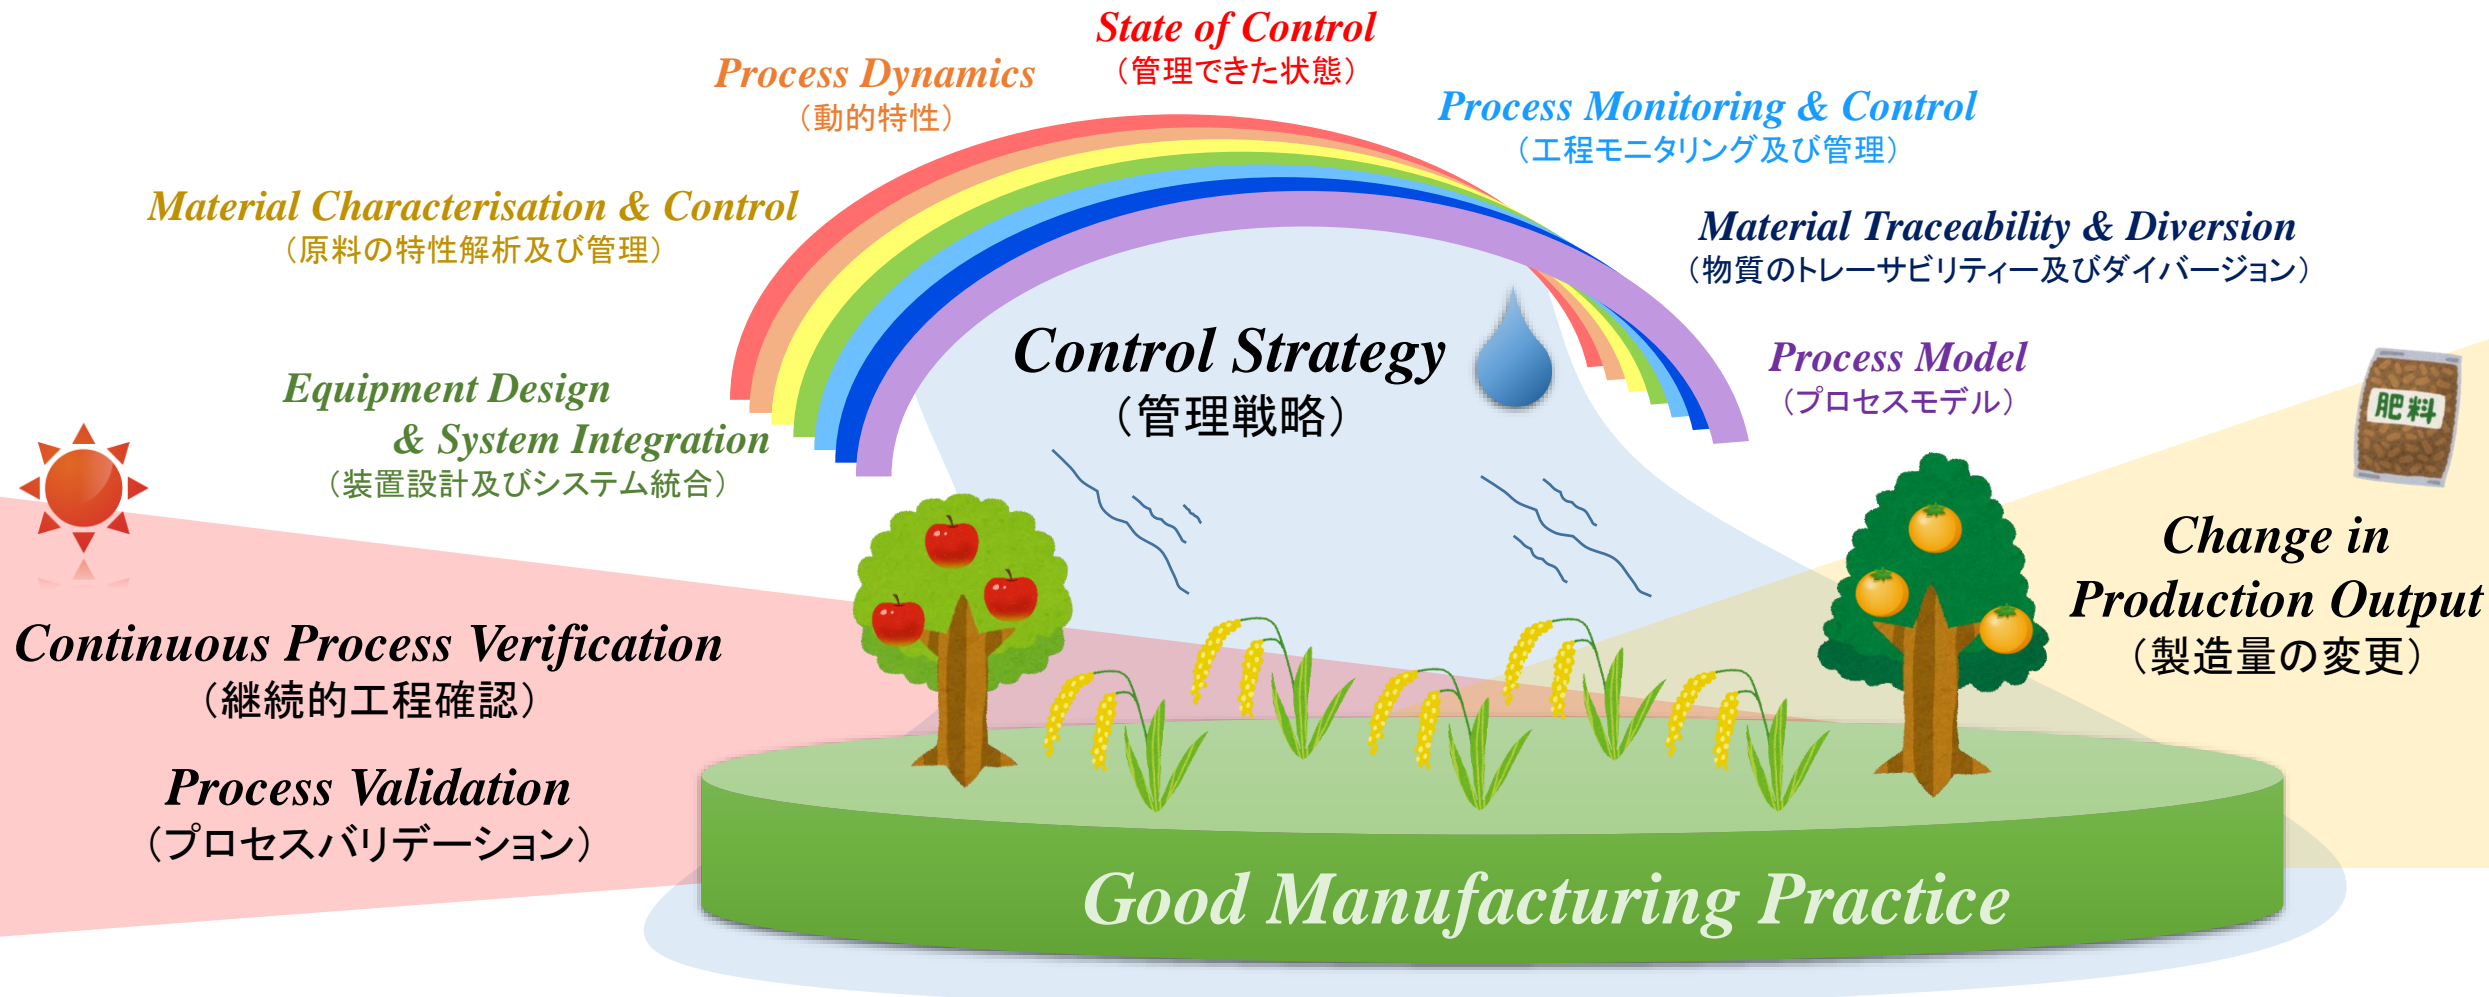 State of Control
（管理できた状態）
Process Dynamics
（動的特性）
Process Monitoring & Control
（工程モニタリング及び管理）
Material Characterisation & Control
（原料の特性解析及び管理）
Material Traceability & Diversion
（物質のトレーサビリティー及びダイバージョン）
Equipment Design
& System Integration
（装置設計及びシステム統合）
Control Strategy
（管理戦略）
Process Model
（プロセスモデル）
肥料
Continuous Process Verification
（継続的工程確認）
Process Validation
（プロセスバリデーション）
Change in
Production Output
（製造量の変更）
Good Manufacturing Practice